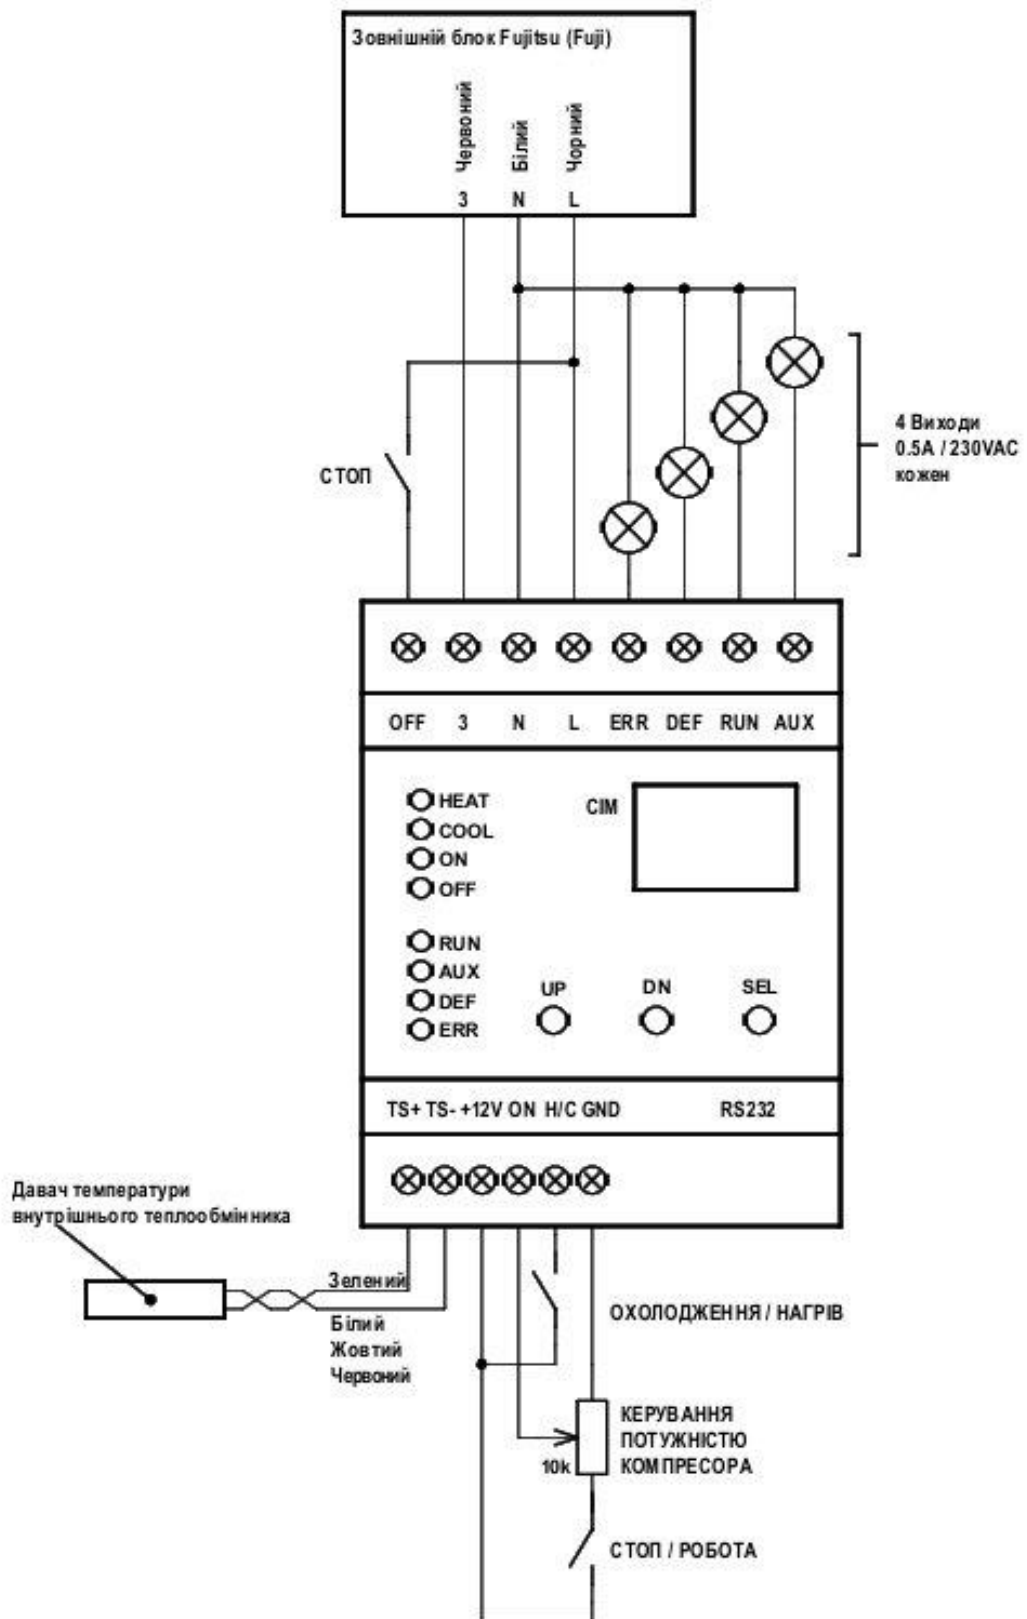 Зовнішній блок Fujitsu (Fuji)
Червоний
Білий
Чорний
3 N L
4 Виходи
0.5A / 230VAC
кожен
СТОП
OFF 3 N L ERR DEF RUN AUX
HEAT
COOL
ON
OFF
CIM
RUN
AUX
DEF
ERR
UP DN SEL
TS+ TS- +12V ON H/C GND RS232
Давач температури
внутрішнього теплообмінника
Зелений
Білий
Жовтий
Червоний
ОХОЛОДЖЕННЯ / НАГРІВ
КЕРУВАННЯ
ПОТУЖНІСТЮ
КОМПРЕСОРА
10k
СТОП / РОБОТА